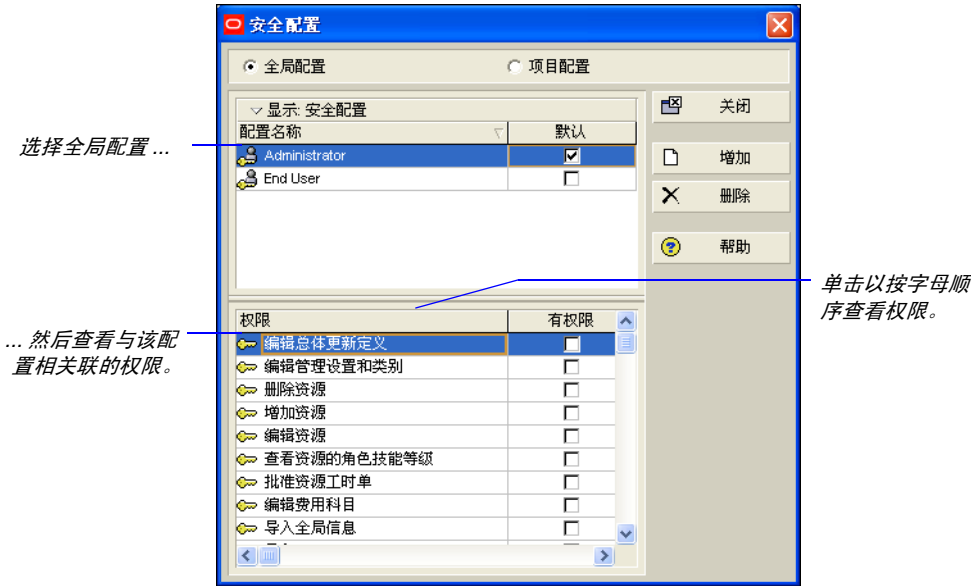 安全配置
全局配置
项目配置
显示: 安全配置
配置名称
默认
Administrator
End User
关闭
增加
删除
帮助
选择全局配置 ...
单击以按字母顺
序查看权限。
... 然后查看与该配
置相关联的权限。
权限
有权限
编辑总体更新定义
编辑管理设置和类别
删除资源
增加资源
编辑资源
查看资源的角色技能等级
批准资源工时单
编辑费用科目
导入全局信息